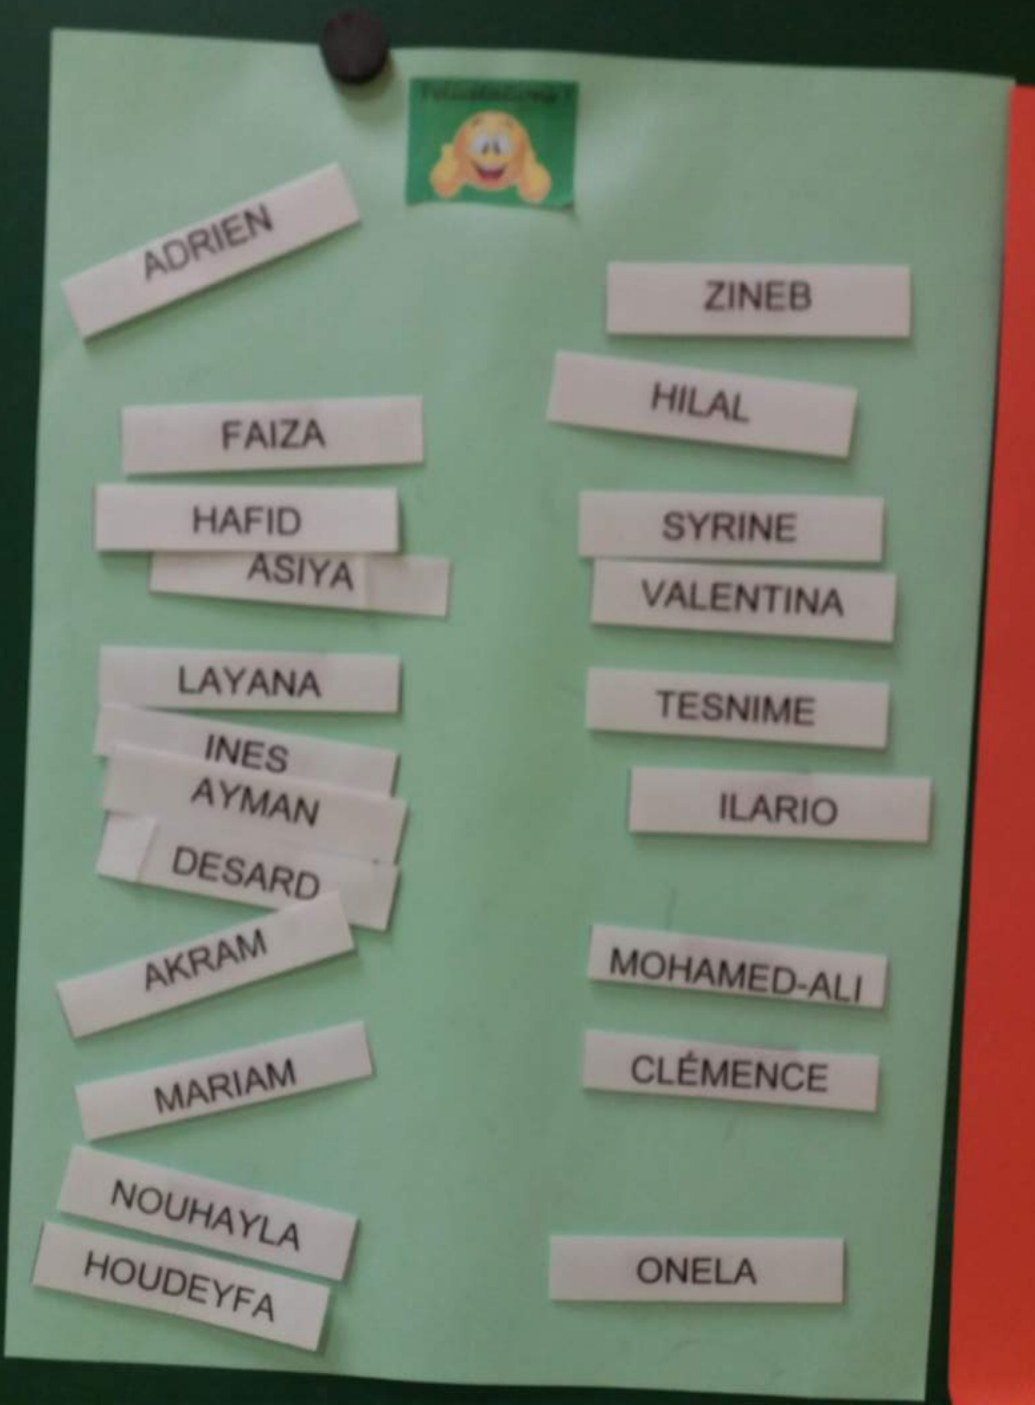 ADRIEN
FAIZA
HAFID
ASIYA
LAYANA
INES
AYMAN
DESARD
AKRAM
MARIAM
NOUHAYLA
HOUDEYFA
ZINEB
HILAL
SYRINE
VALENTINA
TESNIME
ILARIO
MOHAMED-ALI
CLÉMENCE
ONELA